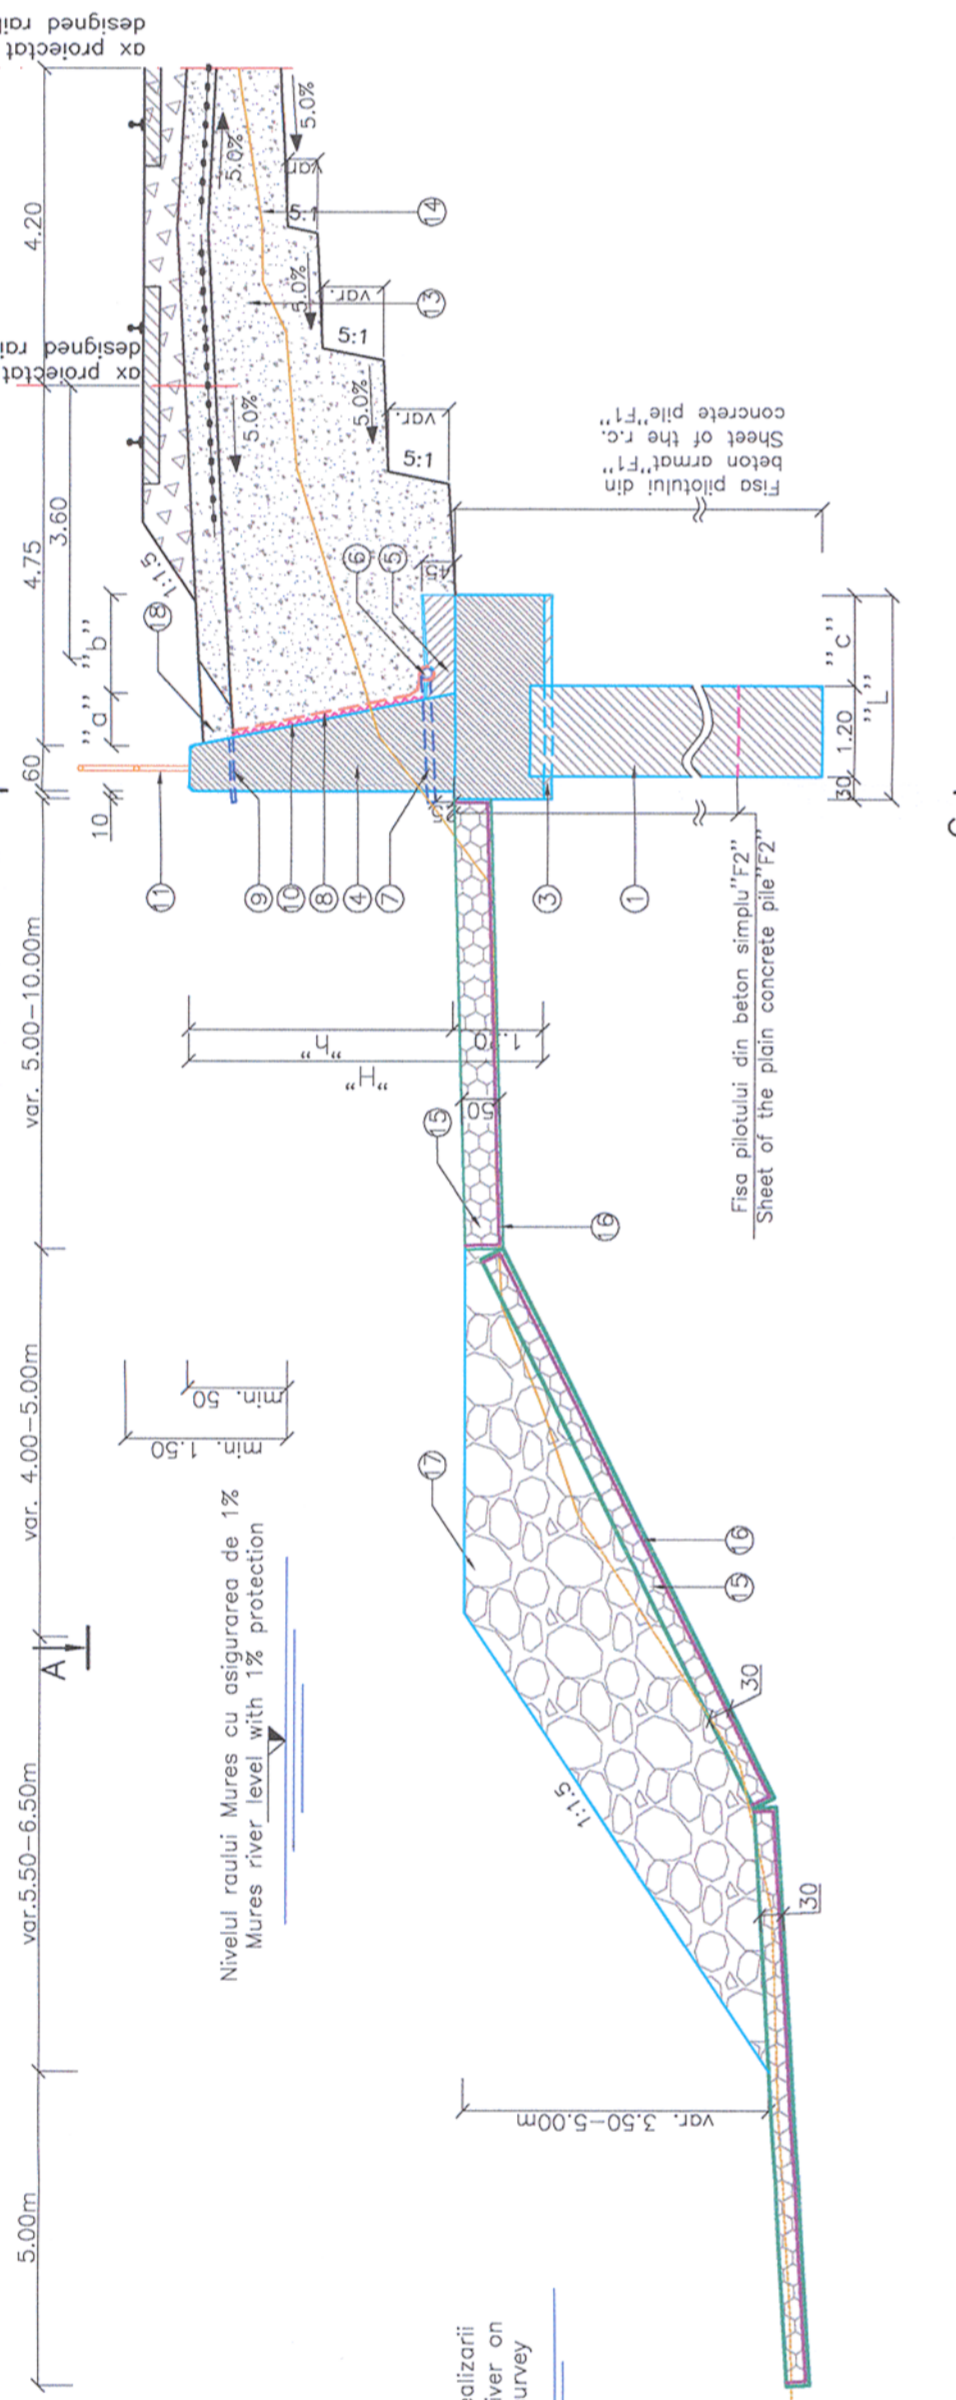 5.00m
var.5.50-6.50m
var. 4.00-5.00m
var. 5.00-10.00m
10
60
4.75
4.20
"a"
"b"
3.60
ax proiectat
designed rail
ax proiectat
designed rail
A
Nivelul raului Mures cu asigurarea de 1%
Mures river level with 1% protection
min. 1.50
min. 50
11
18
1:1.5
5.0%
5.0%
5.0%
5.0%
5.0%
var.
var.
var.
5:1
5:1
5:1
14
13
9
10
8
4
7
6
5
45
25
"h"
"H"
50
15
16
17
1:1.5
15
16
30
30
var. 3.50-5.00m
3
1
Fisa pilotului din
beton armat "F1"
Sheet of the r.c.
concrete pile "F1"
Fisa pilotului din beton simplu"F2"
Sheet of the plain concrete pile"F2"
30
1.20
"c"
"L"
ealizarii
iver on
urvey